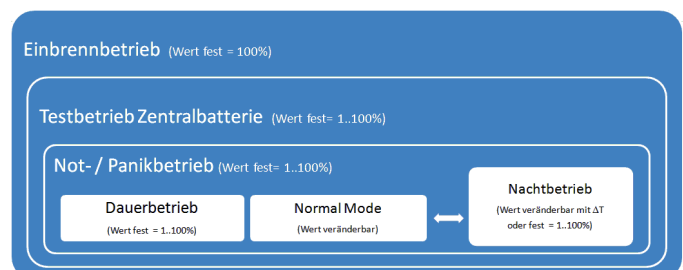 Einbrennbetrieb (Wert fest = 100%)
Testbetrieb Zentralbatterie (Wert fest= 1..100%)
Not- / Panikbetrieb (Wert fest= 1..100%)
Dauerbetrieb
(Wert fest = 1..100%)
Normal Mode
(Wert veränderbar)
Nachtbetrieb
(Wert veränderbar mit ΔT
oder fest = 1..100%)